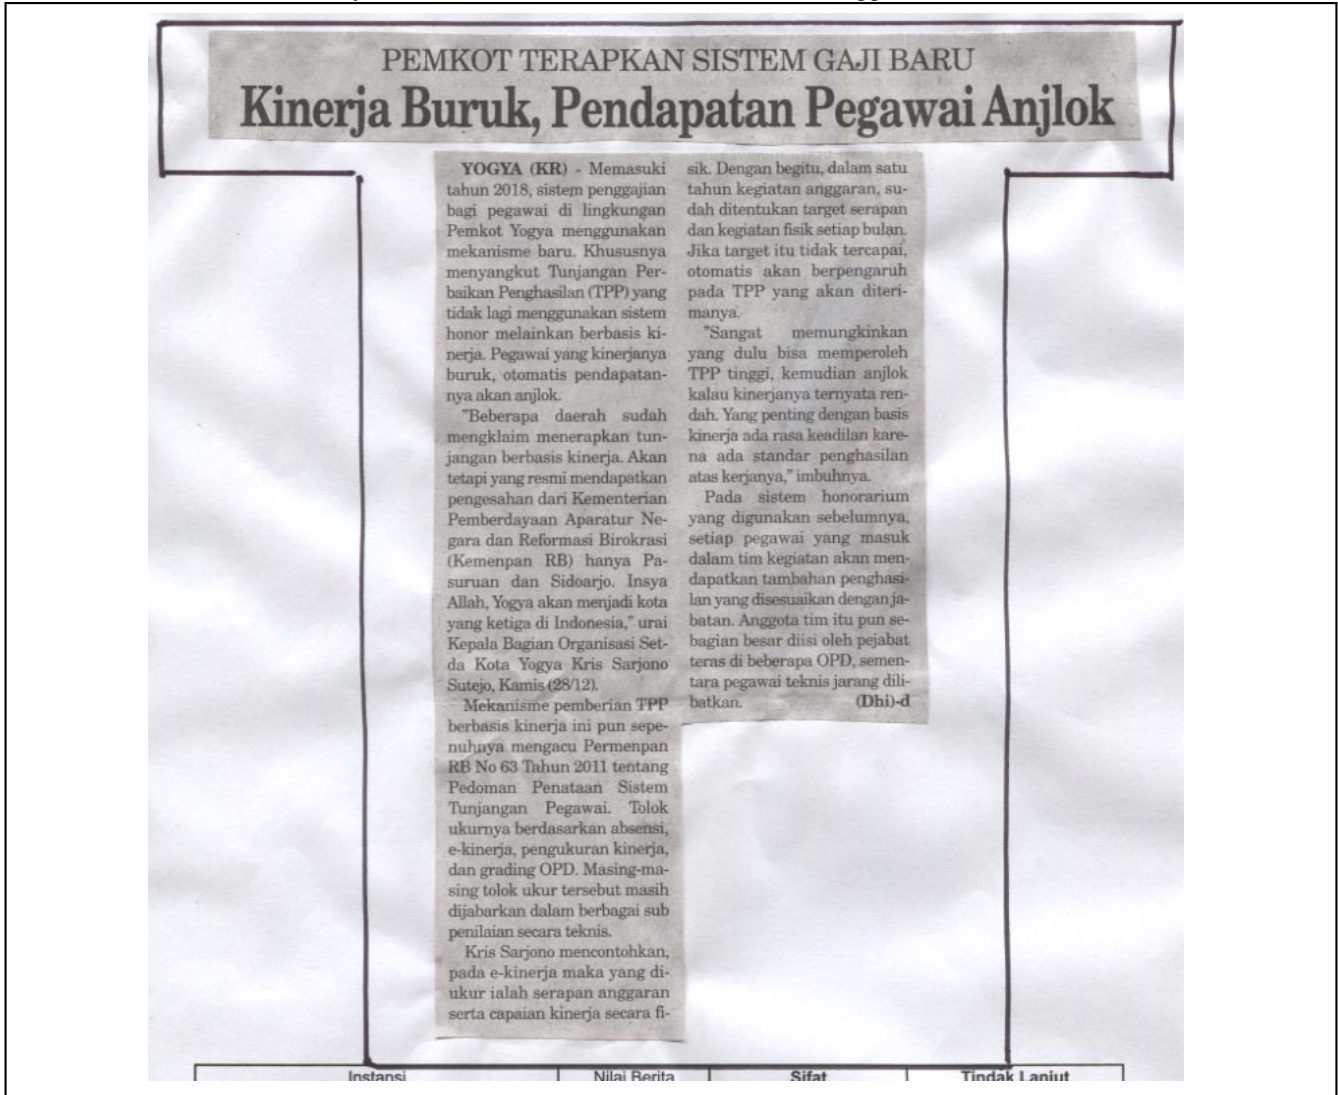 PEMKOT TERAPKAN SISTEM GAJI BARU
Kinerja Buruk, Pendapatan Pegawai Anjlok
YOGYA (KR) - Memasuki
tahun 2018, sistem penggajian
bagi pegawai di lingkungan
Pemkot Yogya menggunakan
mekanisme baru. Khususnya
menyangkut Tunjangan Per-
baikan Penghasilan (TPP) yang
tidak lagi menggunakan sistem
honor melainkan berbasis ki-
nerja. Pegawai yang kinerjanya
buruk, otomatis pendapatan-
nya akan anjlok.
"Beberapa daerah sudah
mengklaim menerapkan tun-
jangan berbasis kinerja. Akan
tetapi yang resmi mendapatkan
pengesahan dari Kementerian
Pemberdayaan Aparatur Ne-
gara dan Reformasi Birokrasi
(Kemenpan RB) hanya Pa-
suruan dan Sidoarjo. Insya
Allah, Yogya akan menjadi kota
yang ketiga di Indonesia," urai
Kepala Bagian Organisasi Set-
da Kota Yogya Kris Sarjono
Sutejo, Kamis (28/12).
Mekanisme pemberian TPP
berbasis kinerja ini pun sepe-
nuhnya mengacu Permenpan
RB No 63 Tahun 2011 tentang
Pedoman Penataan Sistem
Tunjangan Pegawai. Tolok
ukurnya berdasarkan absensi,
e-kinerja, pengukuran kinerja,
dan grading OPD. Masing-ma-
sing tolok ukur tersebut masih
dijabarkan dalam berbagai sub
penilaian secara teknis.
Kris Sarjono mencontohkan,
pada e-kinerja maka yang di-
ukur ialah serapan anggaran
serta capaian kinerja secara fi-
sik. Dengan begitu, dalam satu
tahun kegiatan anggaran, su-
dah ditentukan target serapan
dan kegiatan fisik setiap bulan.
Jika target itu tidak tercapai,
otomatis akan berpengaruh
pada TPP yang akan diteri-
manya.
"Sangat memungkinkan
yang dulu bisa memperoleh
TPP tinggi, kemudian anjlok
kalau kinerjanya ternyata ren-
dah. Yang penting dengan basis
kinerja ada rasa keadilan kare-
na ada standar penghasilan
atas kerjanya," imbuhnya.
Pada sistem honorarium
yang digunakan sebelumnya,
setiap pegawai yang masuk
dalam tim kegiatan akan men-
dapatkan tambahan penghasi-
lan yang disesuaikan dengan ja-
batan. Anggota tim itu pun se-
bagian besar diisi oleh pejabat
teras di beberapa OPD, semen-
tara pegawai teknis jarang dili-
batkan. (Dhi)-d
Instansi Nilai Berita Sifat Tindak Lanjut